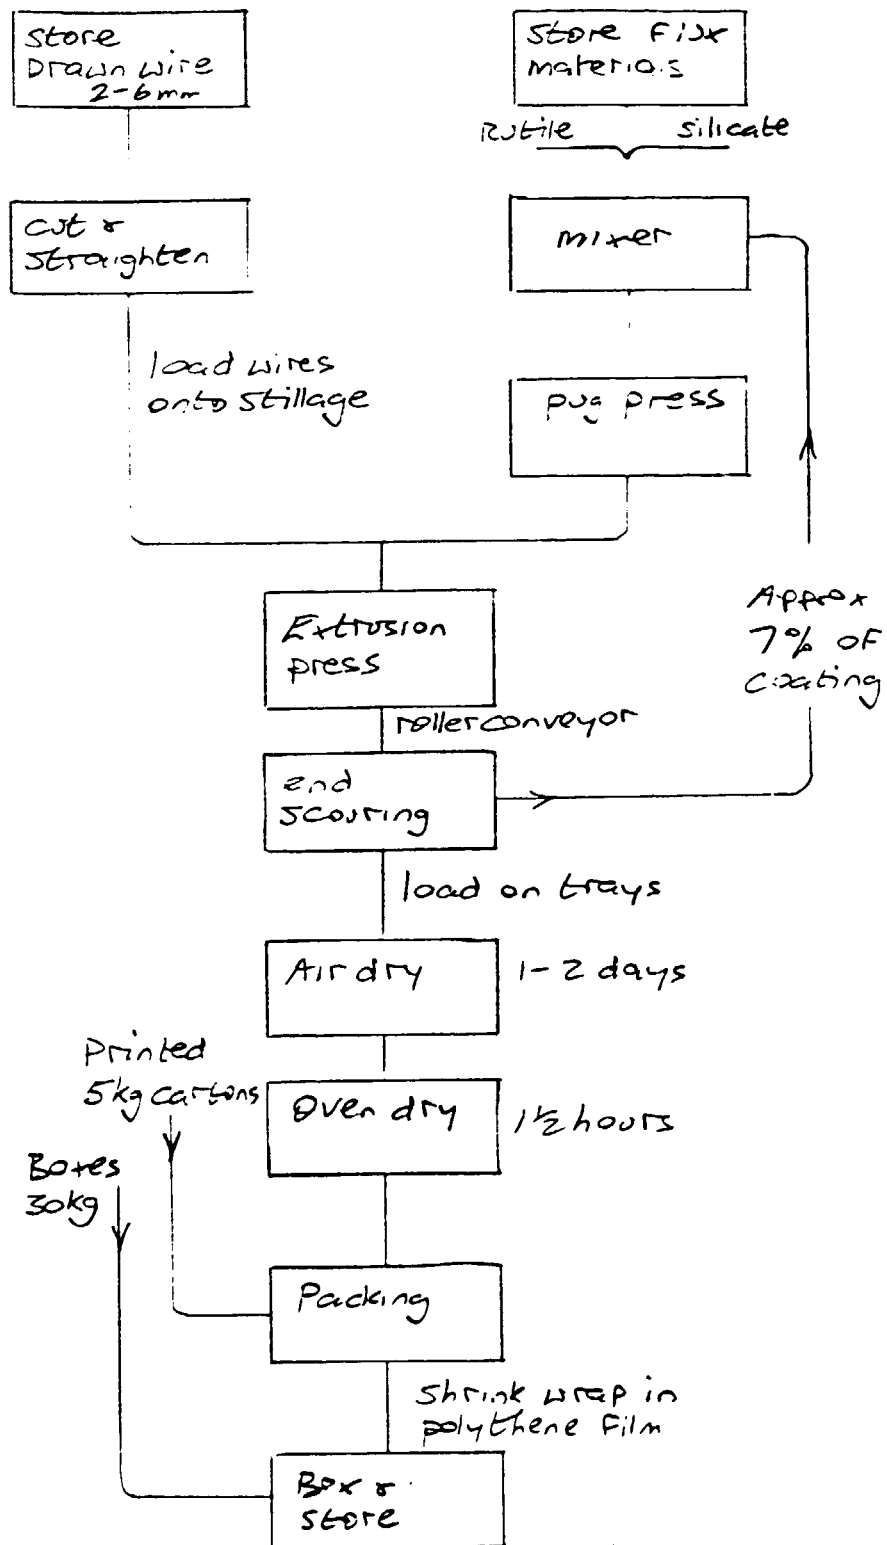 Store
Drawn wire
2-6mm
Store Flux
materials
Rutile silicate
cut &
straighten
mixer
load wires
onto stillage
pug press
Extrusion
press
Approx
7% of
coating
roller conveyor
end
scouring
load on trays
Air dry
1-2 days
Printed
5kg cartons
Oven dry
1½ hours
Boxes
30kg
Packing
shrink wrap in
polythene film
Box &
store